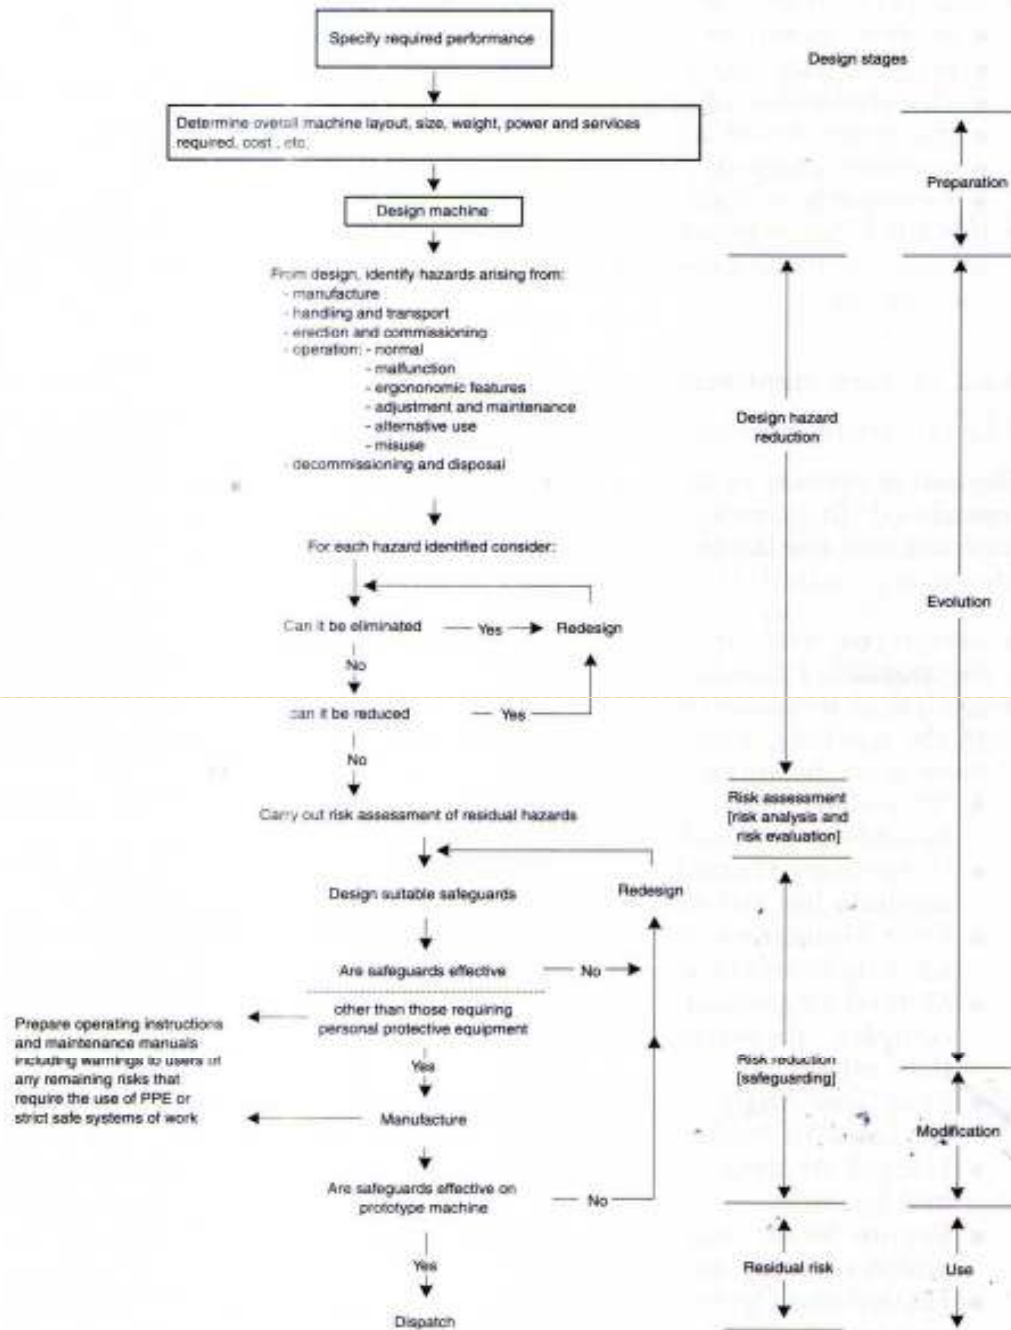 Specify required performance
Design stages
Determine overall machine layout, size, weight, power and services
required, cost , etc.
Preparation
Design machine
From design, identify hazards arising from:
- manufacture
- handling and transport
- erection and commissioning
- operation: - normal
- malfunction
- ergononomic features
- adjustment and maintenance
- alternative use
- misuse
- decommissioning and disposal
Design hazard
reduction
For each hazard identified consider:
Evolution
Can it be eliminated
Yes
Redesign
No
can it be reduced
Yes
No
Carry out risk assessment of residual hazards
Risk assessment
[risk analysis and
risk evaluation]
Design suitable safeguards
Redesign
Are safeguards effective
No
other than those requiring
personal protective equipment
Prepare operating instructions
and maintenance manuals
including warnings to users of
any remaining risks that
require the use of PPE or
strict safe systems of work
Yes
Risk reduction
[safeguarding]
Manufacture
Modification
Are safeguards effective on
prototype machine
No
Yes
Residual risk
Use
Dispatch